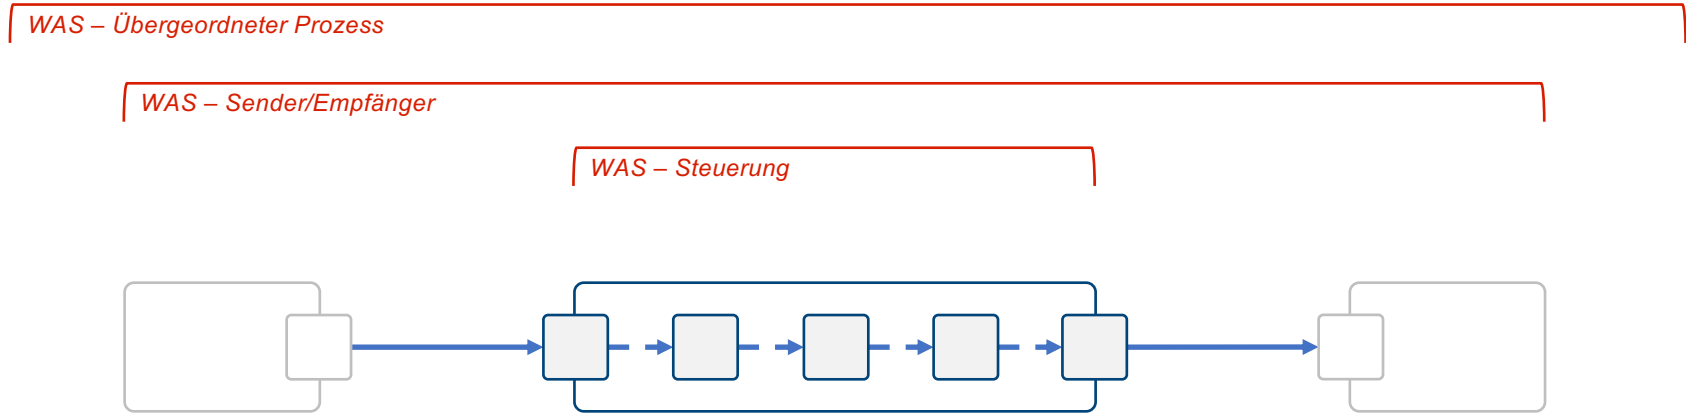 WAS – Übergeordneter Prozess
WAS – Sender/Empfänger
WAS – Steuerung